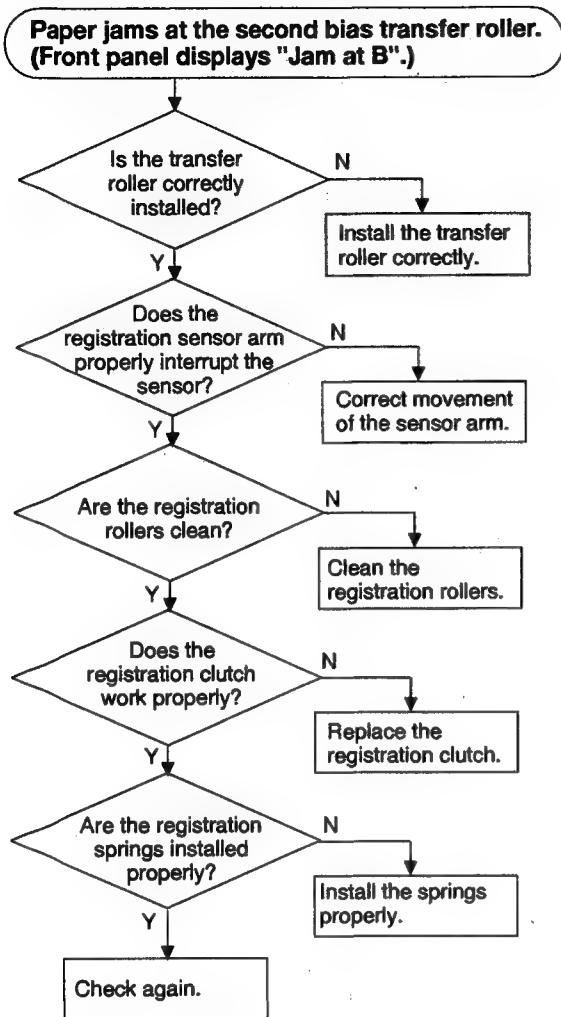 Paper jams at the second bias transfer roller.
(Front panel displays "Jam at B".)
Is the transfer
roller correctly
installed?
N
Install the transfer
roller correctly.
Y
Does the
registration sensor arm
properly interrupt the
sensor?
N
Correct movement
of the sensor arm.
Y
Are the registration
rollers clean?
N
Clean the
registration rollers.
Y
Does the
registration clutch
work properly?
N
Replace the
registration clutch.
Y
Are the registration
springs installed
properly?
N
Install the springs
properly.
Y
Check again.